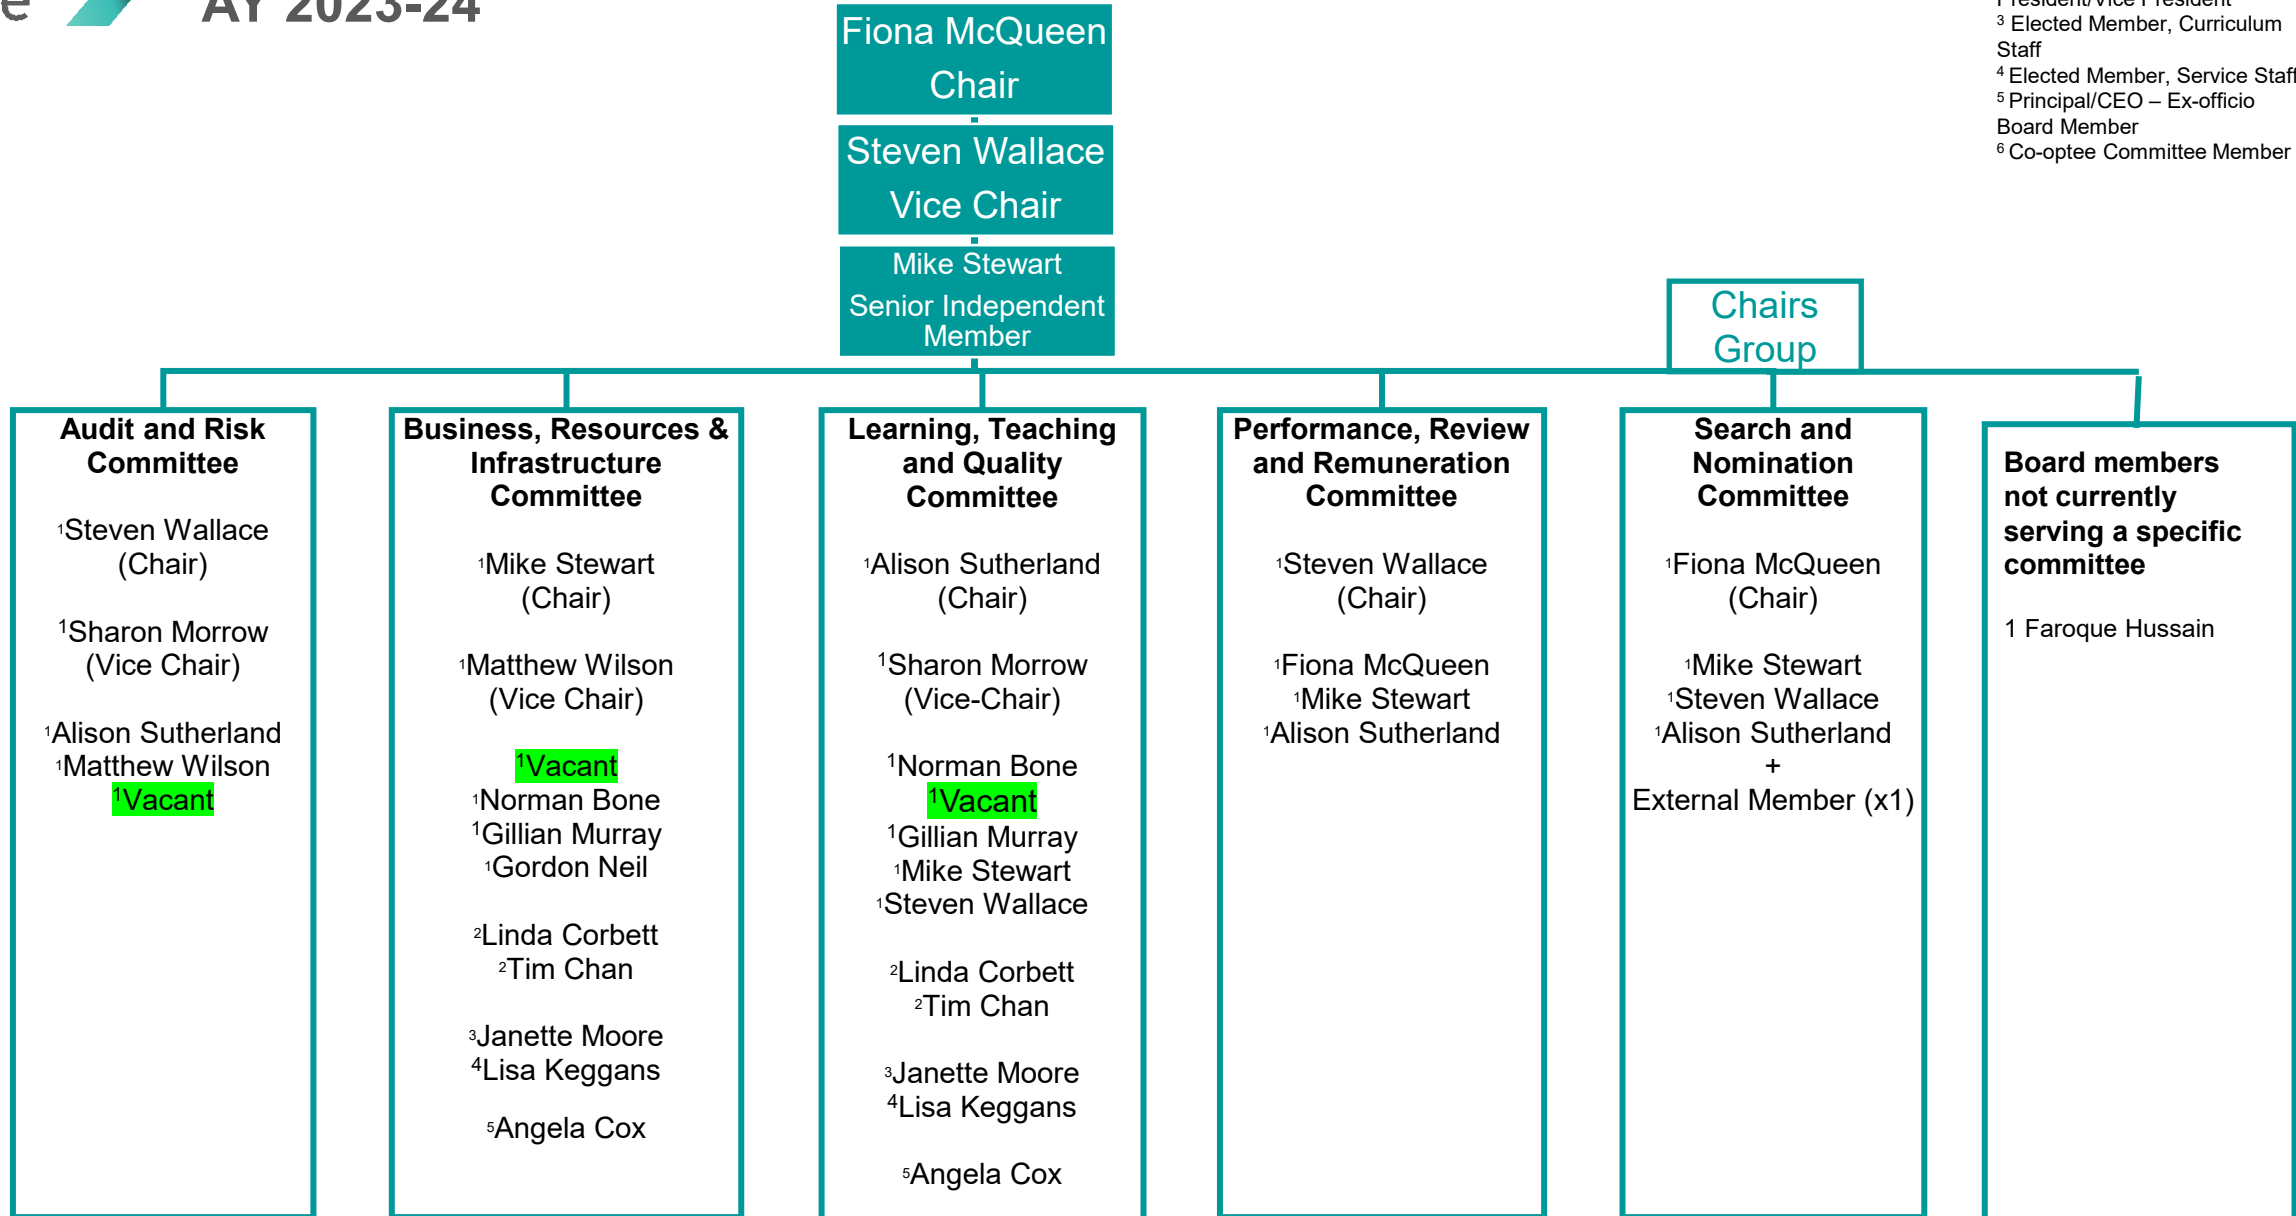 e
AY 2023-24
President/Vice President
³ Elected Member, Curriculum
Staff
⁴ Elected Member, Service Staff
⁵ Principal/CEO – Ex-officio
Board Member
⁶ Co-optee Committee Member
Fiona McQueen
Chair
Steven Wallace
Vice Chair
Mike Stewart
Senior Independent
Member
Chairs
Group
Audit and Risk
Committee
¹Steven Wallace
(Chair)
¹Sharon Morrow
(Vice Chair)
¹Alison Sutherland
¹Matthew Wilson
¹Vacant
Business, Resources &
Infrastructure
Committee
¹Mike Stewart
(Chair)
¹Matthew Wilson
(Vice Chair)
¹Vacant
¹Norman Bone
¹Gillian Murray
¹Gordon Neil
²Linda Corbett
²Tim Chan
³Janette Moore
⁴Lisa Keggans
⁵Angela Cox
Learning, Teaching
and Quality
Committee
¹Alison Sutherland
(Chair)
¹Sharon Morrow
(Vice-Chair)
¹Norman Bone
¹Vacant
¹Gillian Murray
¹Mike Stewart
¹Steven Wallace
²Linda Corbett
²Tim Chan
³Janette Moore
⁴Lisa Keggans
⁵Angela Cox
Performance, Review
and Remuneration
Committee
¹Steven Wallace
(Chair)
¹Fiona McQueen
¹Mike Stewart
¹Alison Sutherland
Search and
Nomination
Committee
¹Fiona McQueen
(Chair)
¹Mike Stewart
¹Steven Wallace
¹Alison Sutherland
+
External Member (x1)
Board members
not currently
serving a specific
committee
1 Faroque Hussain